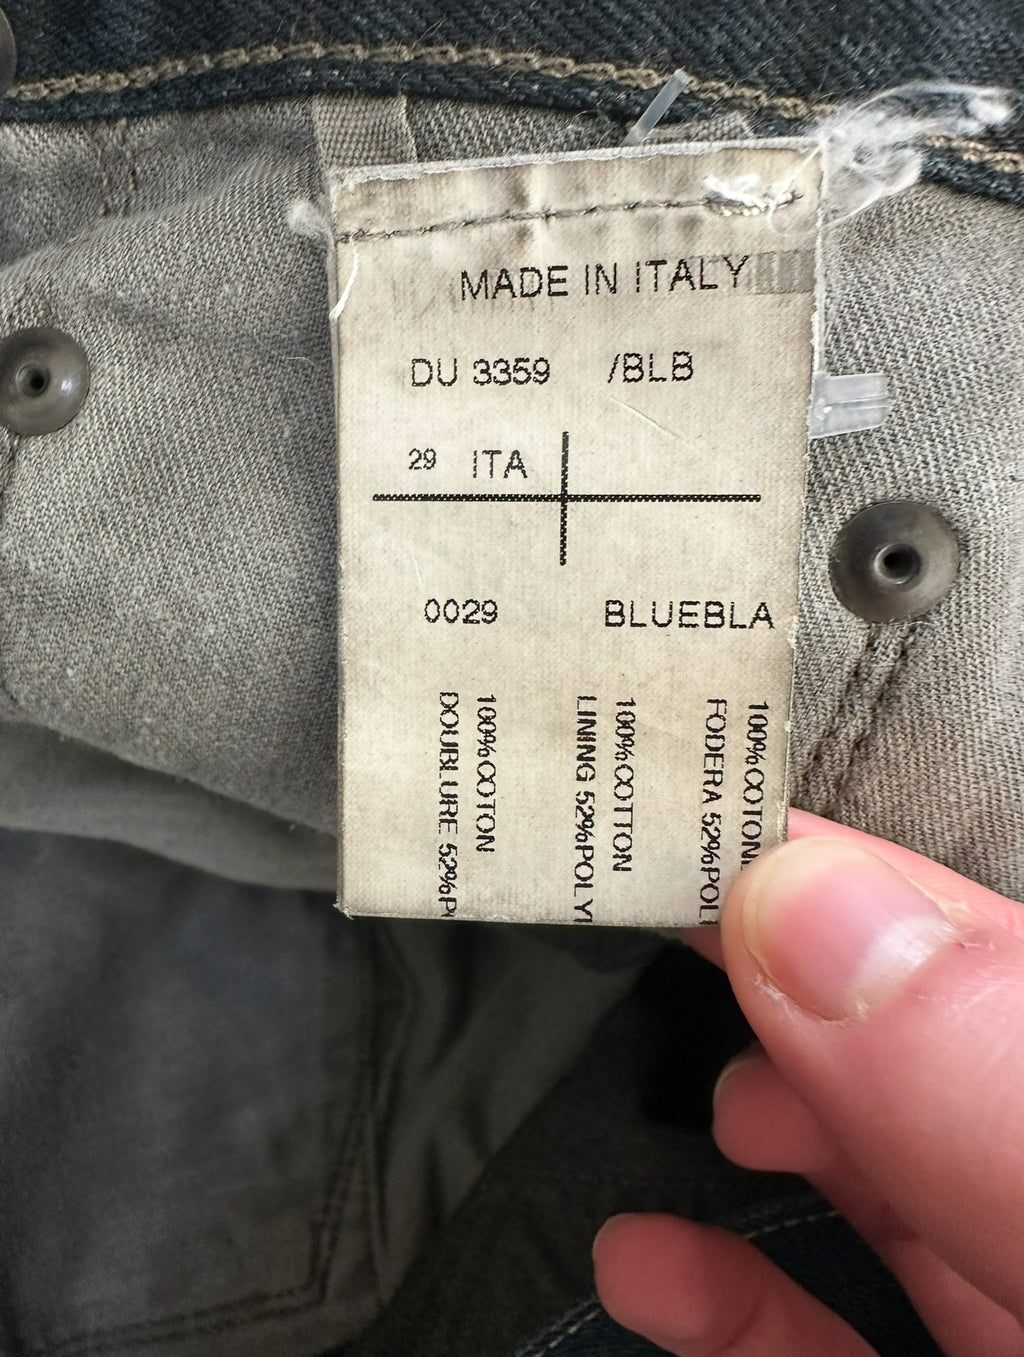 MADE IN ITALY
DU 3359 /BLB
29 ITA
0029 BLUEBLA
100%COTON
DOUBLURE 52%P
100%COTTON
LINING 52%POLY
100%COTON
FODERA 52%POL